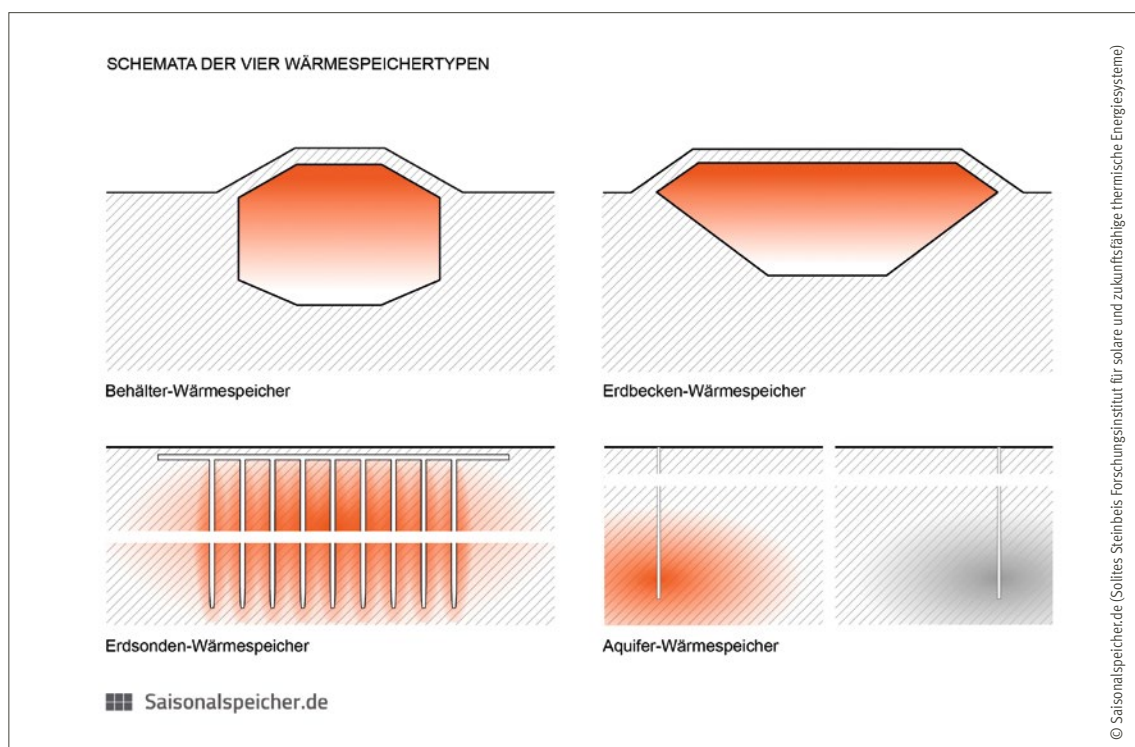 SCHEMATA DER VIER WÄRMESPEICHERTYPEN
Behälter-Wärmespeicher
Erdbecken-Wärmespeicher
Erdsonden-Wärmespeicher
Aquifer-Wärmespeicher
Saisonalspeicher.de
© Saisonalspeicher.de (Solites Steinbeis Forschungsinstitut für solare und zukunftsfähige thermische Energiesysteme)